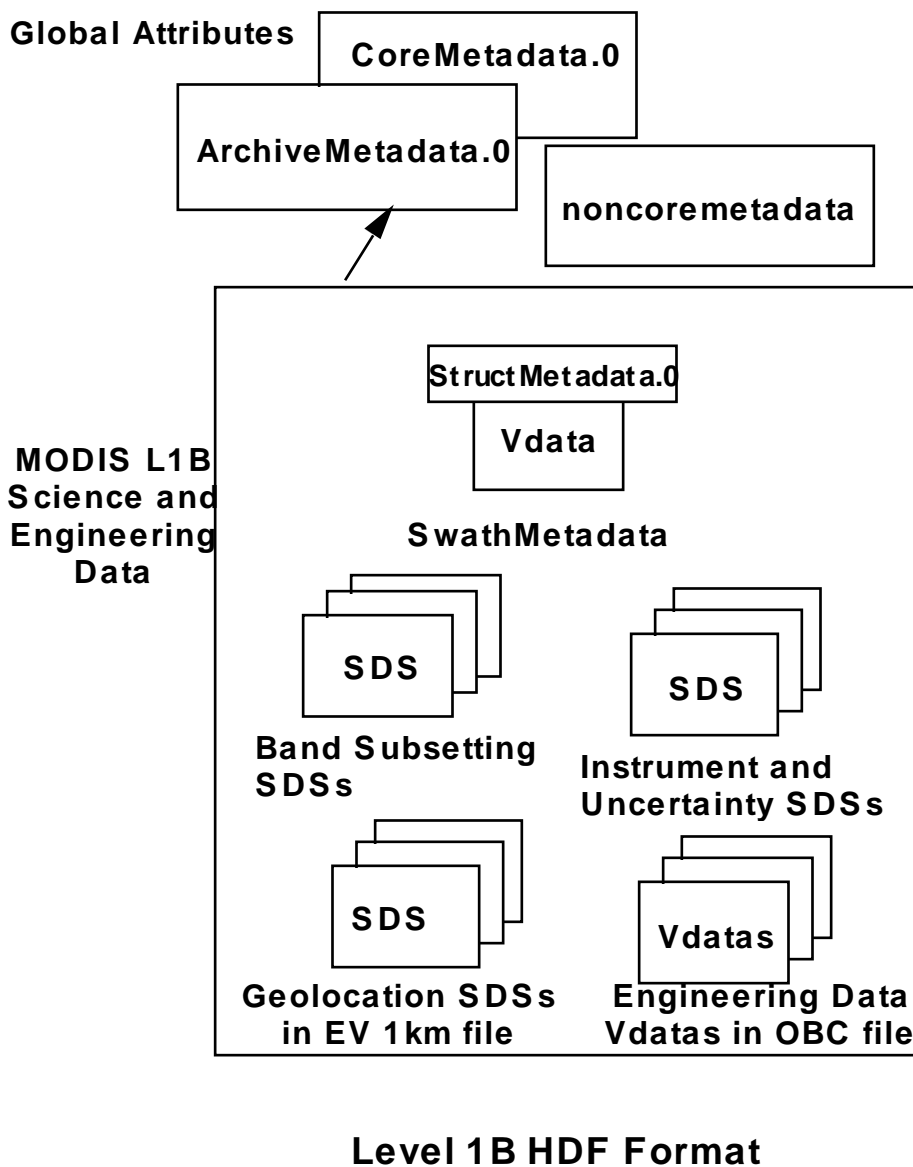 Global Attributes
CoreMetadata.0
ArchiveMetadata.0
noncoremetadata
StructMetadata.0
Vdata
MODIS L1B
Science and
Engineering
Data
SwathMetadata
SDS
SDS
Band Subsetting
SDSs
Instrument and
Uncertainty SDSs
SDS
Vdatas
Geolocation SDSs
in EV 1km file
Engineering Data
Vdatas in OBC file
Level 1B HDF Format